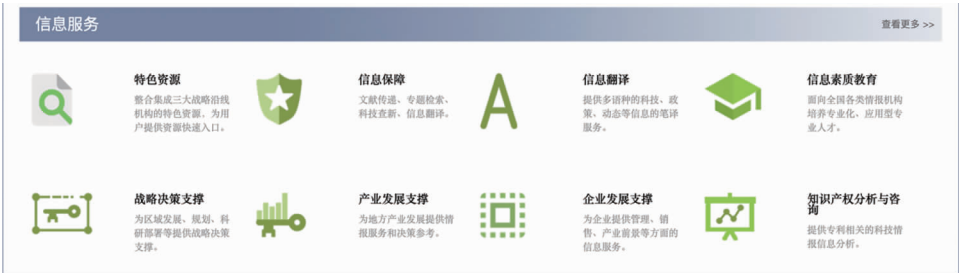 信息服务
查看更多 >>
特色资源
整合集成三大战略沿线
机构的特色资源,为用
户提供资源快速入口。
信息保障
文献传递、专题检索、
科技查新、信息翻译。
信息翻译
提供多语种的科技、政
策、动态等信息的笔译
服务。
信息素质教育
面向全国各类情报机构
培养专业化、应用型专
业人才。
战略决策支撑
为区域发展、规划、科
研部署等提供战略决策
支撑。
产业发展支撑
为地方产业发展提供情
报服务和决策参考。
企业发展支撑
为企业提供管理、销
售、产业前景等方面的
信息服务。
知识产权分析与咨
询
提供专利相关的科技情
报信息分析。